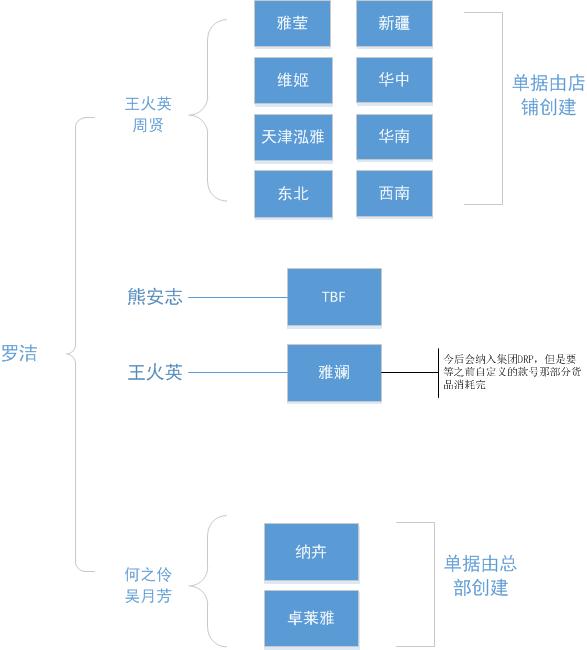 雅莹
新疆
维姬
华中
单据由店
铺创建
王火英
周贤
天津泓雅
华南
东北
西南
熊安志
TBF
罗洁
王火英
雅斓
今后会纳入集团DRP，但是要
等之前自定义的款号那部分货
品消耗完
纳卉
单据由总
部创建
何之伶
吴月芳
卓莱雅